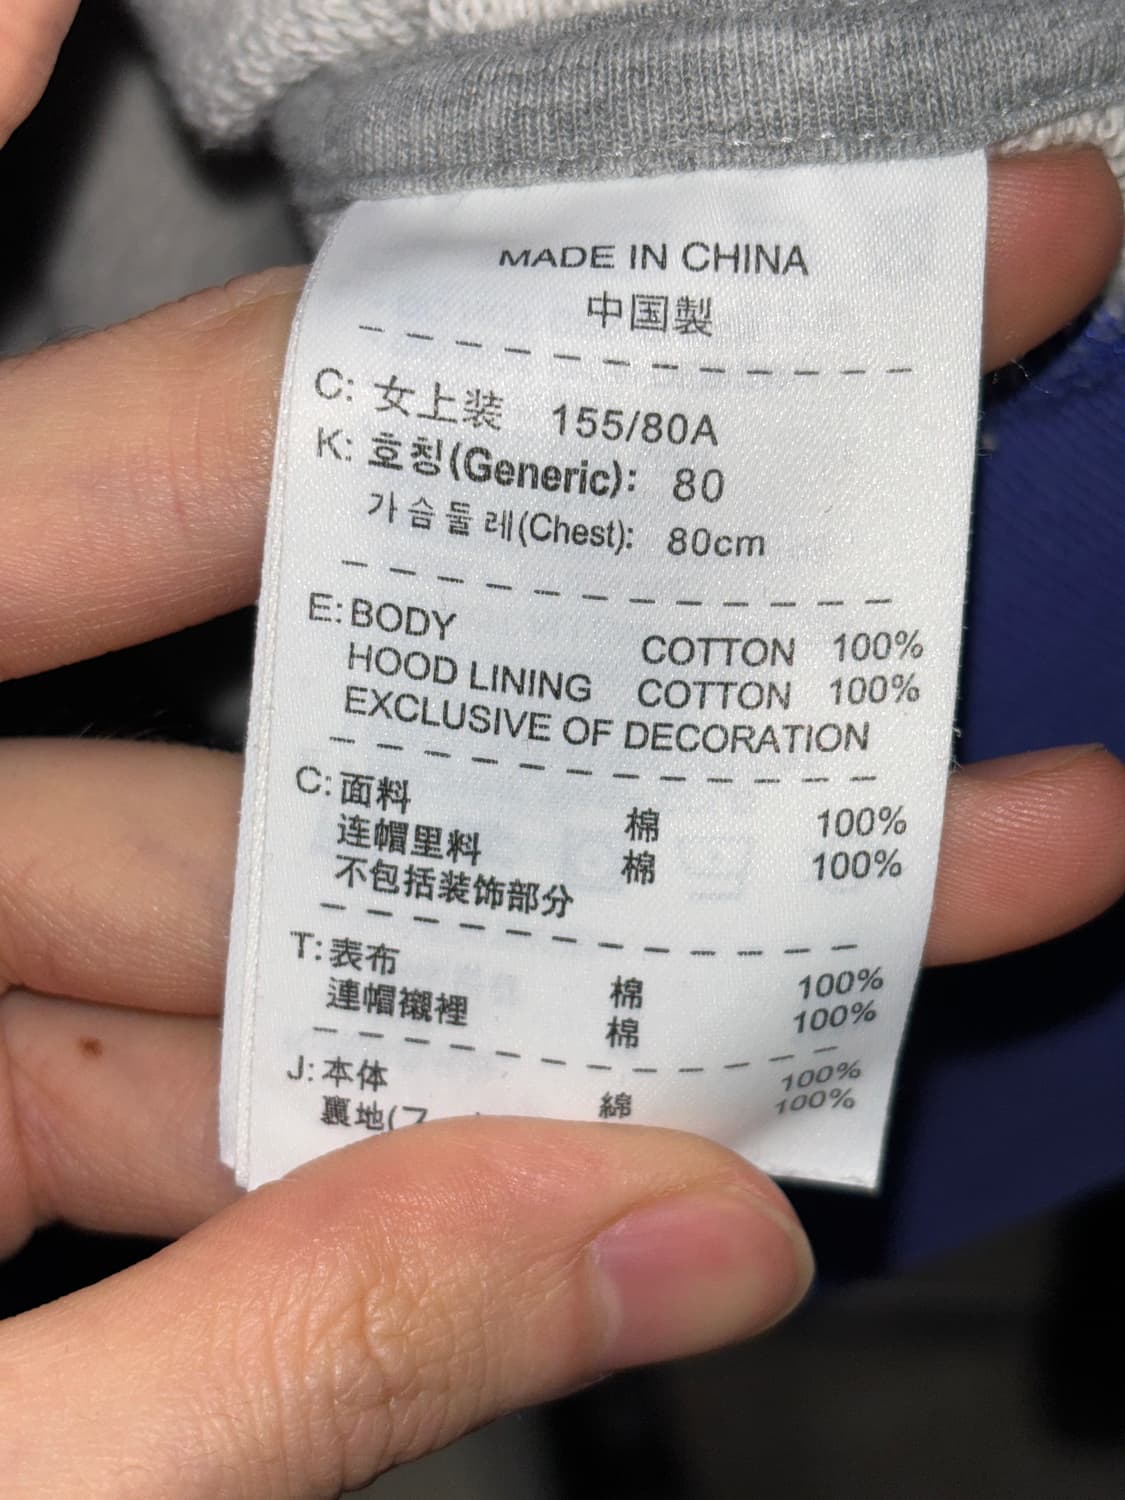 MADE IN CHINA
中国製
C: 女上装 155/80A
K: 호칭(Generic): 80
가슴둘레(Chest): 80cm
E: BODY COTTON 100%
HOOD LINING COTTON 100%
EXCLUSIVE OF DECORATION
C: 面料 棉 100%
连帽里料 棉 100%
不包括装饰部分
T: 表布 棉 100%
連帽襯裡 棉 100%
J: 本体 綿 100%
裏地(フ 100%